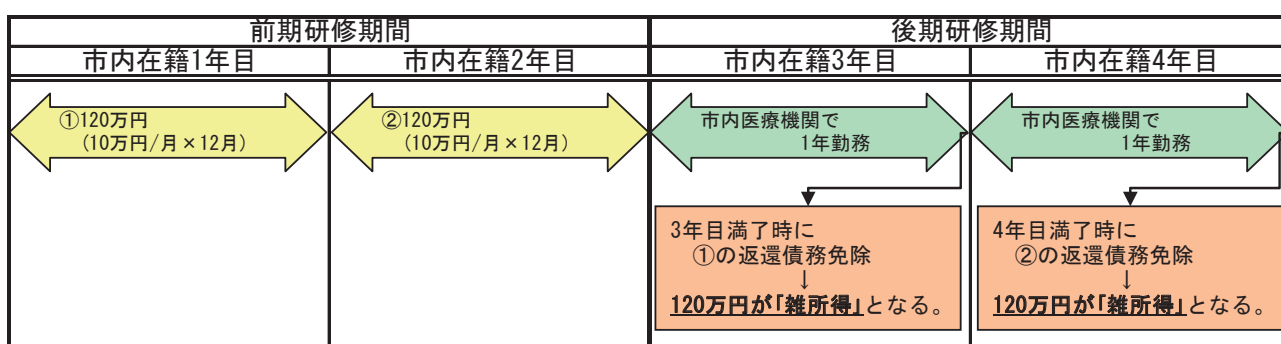 前期研修期間
後期研修期間
市内在籍1年目
市内在籍2年目
市内在籍3年目
市内在籍4年目
①120万円
(10万円/月×12月)
②120万円
(10万円/月×12月)
市内医療機関で
1年勤務
市内医療機関で
1年勤務
3年目満了時に
①の返還債務免除
↓
120万円が「雑所得」となる。
4年目満了時に
②の返還債務免除
↓
120万円が「雑所得」となる。